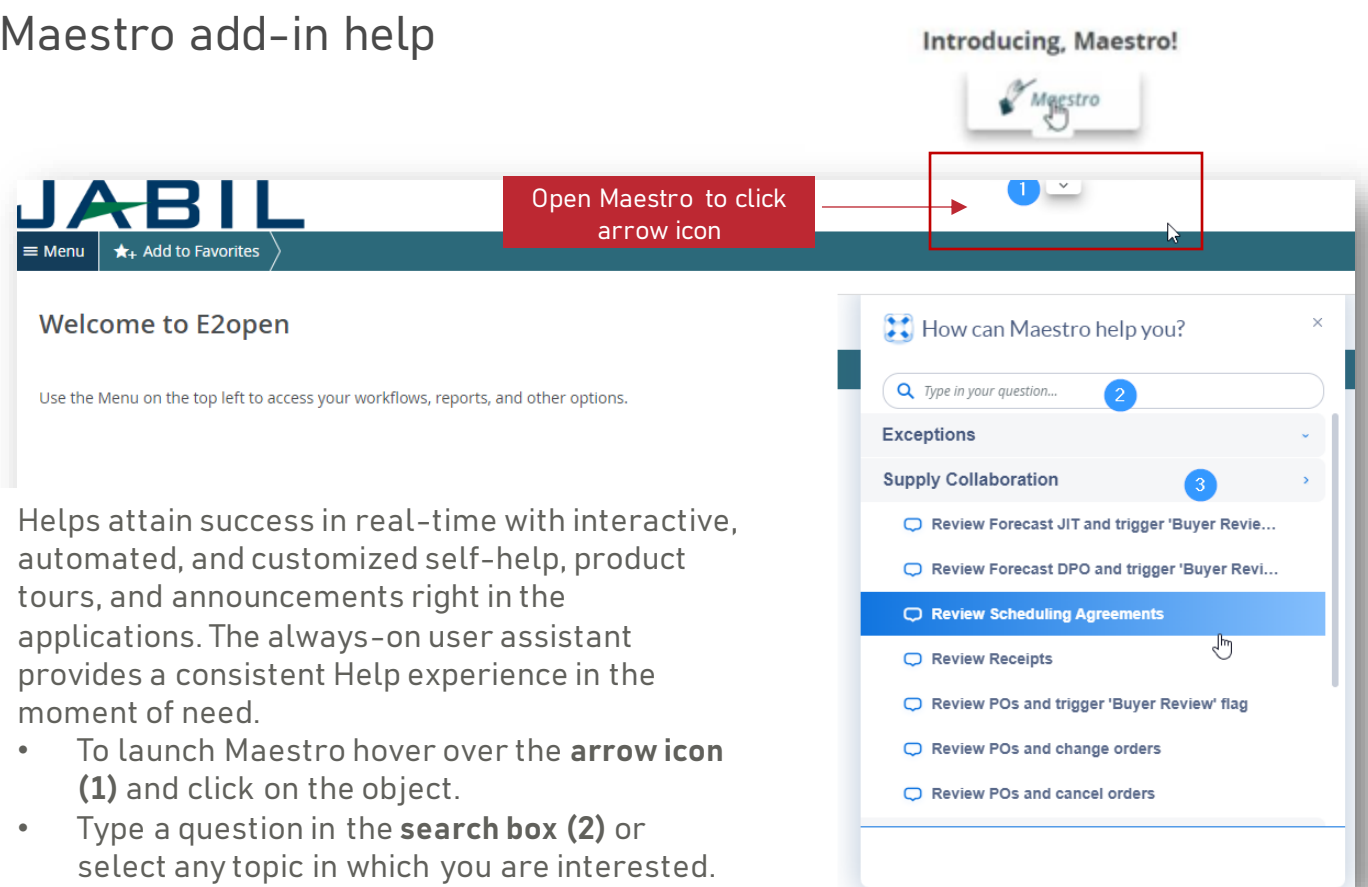 Maestro add-in help
Introducing, Maestro!
Maestro
JABIL
Open Maestro to click
arrow icon
1
Menu
Add to Favorites
Welcome to E2open
Use the Menu on the top left to access your workflows, reports, and other options.
How can Maestro help you?
Type in your question...
2
Exceptions
Supply Collaboration
3
Review Forecast JIT and trigger 'Buyer Revie...
Review Forecast DPO and trigger 'Buyer Revi...
Review Scheduling Agreements
Review Receipts
Review POs and trigger 'Buyer Review' flag
Review POs and change orders
Review POs and cancel orders
Helps attain success in real-time with interactive,
automated, and customized self-help, product
tours, and announcements right in the
applications. The always-on user assistant
provides a consistent Help experience in the
moment of need.
• To launch Maestro hover over the arrow icon
(1) and click on the object.
• Type a question in the search box (2) or
select any topic in which you are interested.